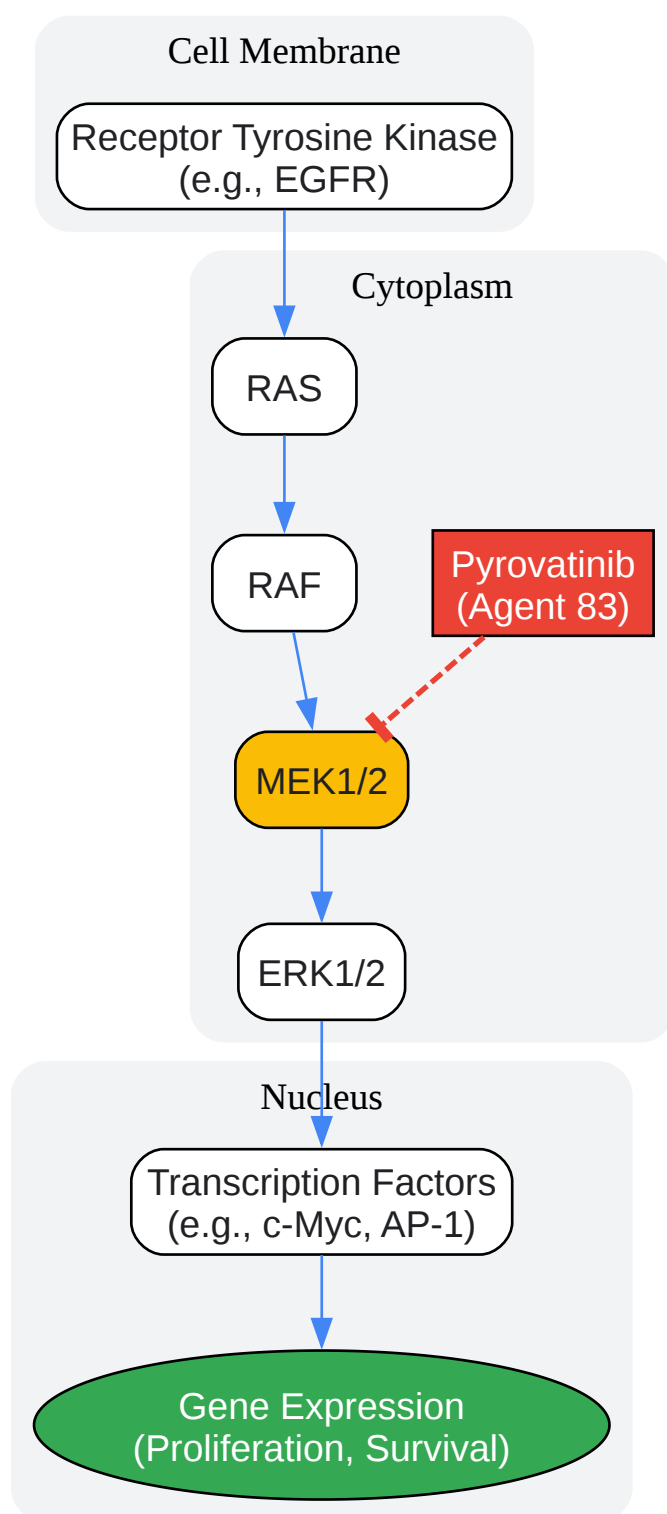 Cell Membrane
Receptor Tyrosine Kinase
(e.g., EGFR)
Cytoplasm
RAS
RAF
Pyrovatinib
(Agent 83)
MEK1/2
ERK1/2
Nucleus
Transcription Factors
(e.g., c-Myc, AP-1)
Gene Expression
(Proliferation, Survival)